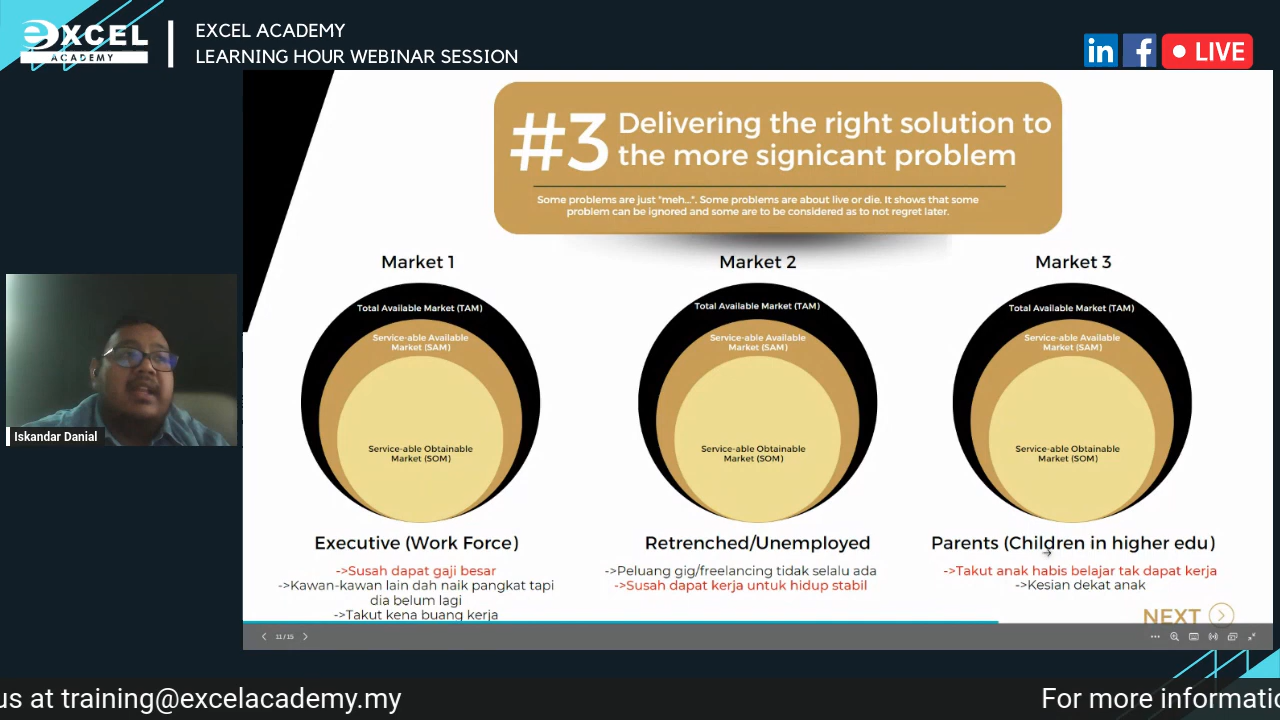 EXCEL
ACADEMY
EXCEL ACADEMY
LEARNING HOUR WEBINAR SESSION
in
f
LIVE
#3
Delivering the right solution to
the more signicant problem
Some problems are just "meh...". Some problems are about live or die. It shows that some
problem can be ignored and some are to be considered as to not regret later.
Market 1
Total Available Market (TAM)
Service-able Available
Market (SAM)
Service-able Obtainable
Market (SOM)
Executive (Work Force)
->Susah dapat gaji besar
->Kawan-kawan lain dah naik pangkat tapi
dia belum lagi
->Takut kena buang kerja
Market 2
Total Available Market (TAM)
Service-able Available
Market (SAM)
Service-able Obtainable
Market (SOM)
Retrenched/Unemployed
->Peluang gig/freelancing tidak selalu ada
->Susah dapat kerja untuk hidup stabil
Market 3
Total Available Market (TAM)
Service-able Available
Market (SAM)
Service-able Obtainable
Market (SOM)
Parents (Children in higher edu)
->Takut anak habis belajar tak dapat kerja
->Kesian dekat anak
NEXT
11/15
Iskandar Danial
us at training@excelacademy.my
For more informatio